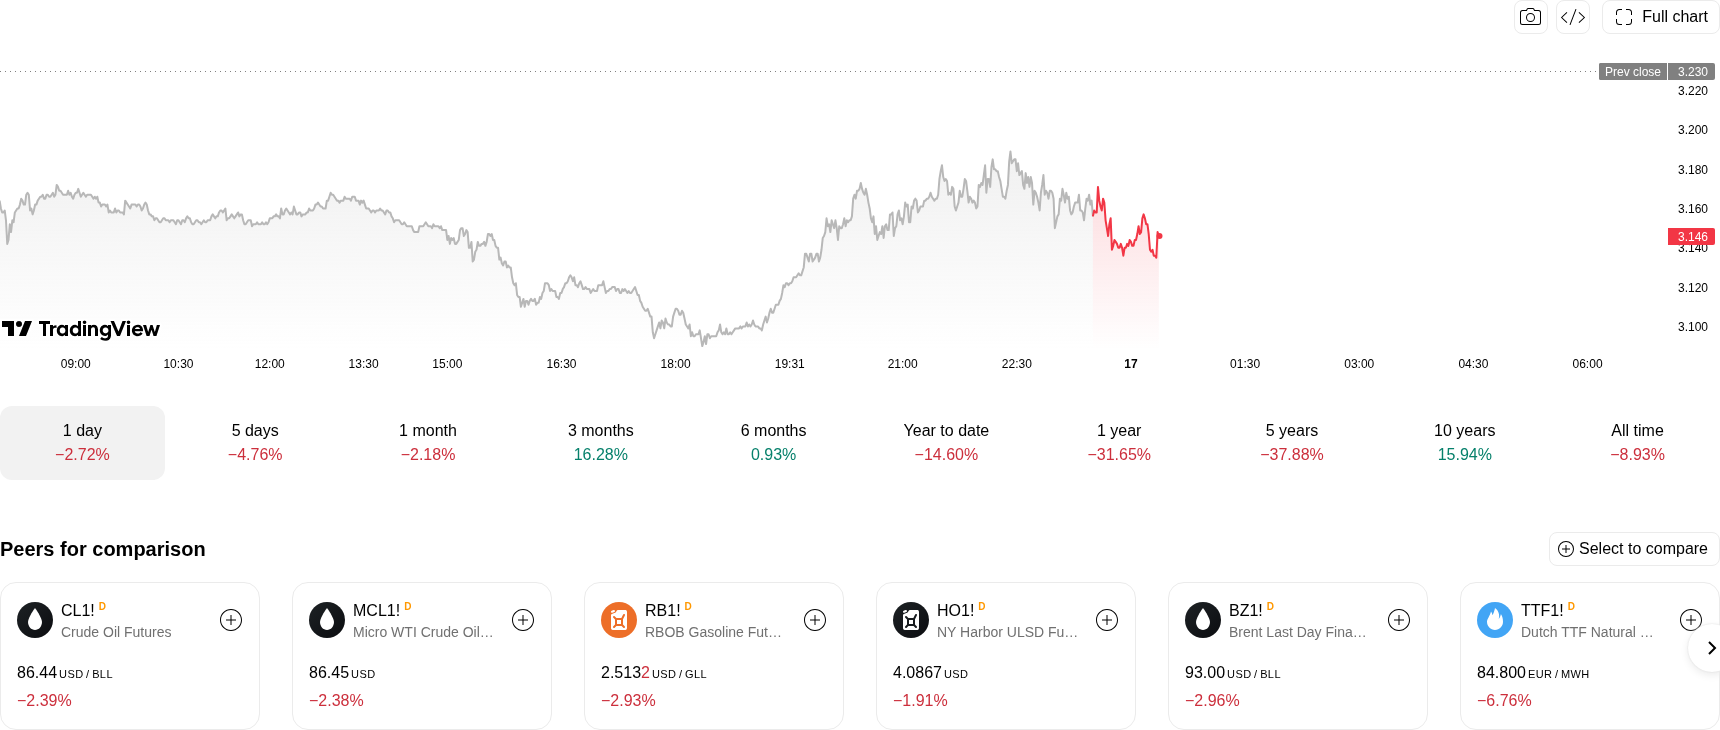 Full chart
Prev close 3.230
3.220
3.200
3.180
3.160
3.146
3.140
3.120
3.100
TradingView
09:00 10:30 12:00 13:30 15:00 16:30 18:00 19:31 21:00 22:30 17 01:30 03:00 04:30 06:00
1 day 5 days 1 month 3 months 6 months Year to date 1 year 5 years 10 years All time
−2.72% −4.76% −2.18% 16.28% 0.93% −14.60% −31.65% −37.88% 15.94% −8.93%
Peers for comparison
Select to compare
CL1! D
Crude Oil Futures
86.44 USD / BLL
−2.39%
MCL1! D
Micro WTI Crude Oil…
86.45 USD
−2.38%
RB1! D
RBOB Gasoline Fut…
2.5132 USD / GLL
−2.93%
HO1! D
NY Harbor ULSD Fu…
4.0867 USD
−1.91%
BZ1! D
Brent Last Day Fina…
93.00 USD / BLL
−2.96%
TTF1! D
Dutch TTF Natural …
84.800 EUR / MWH
−6.76%